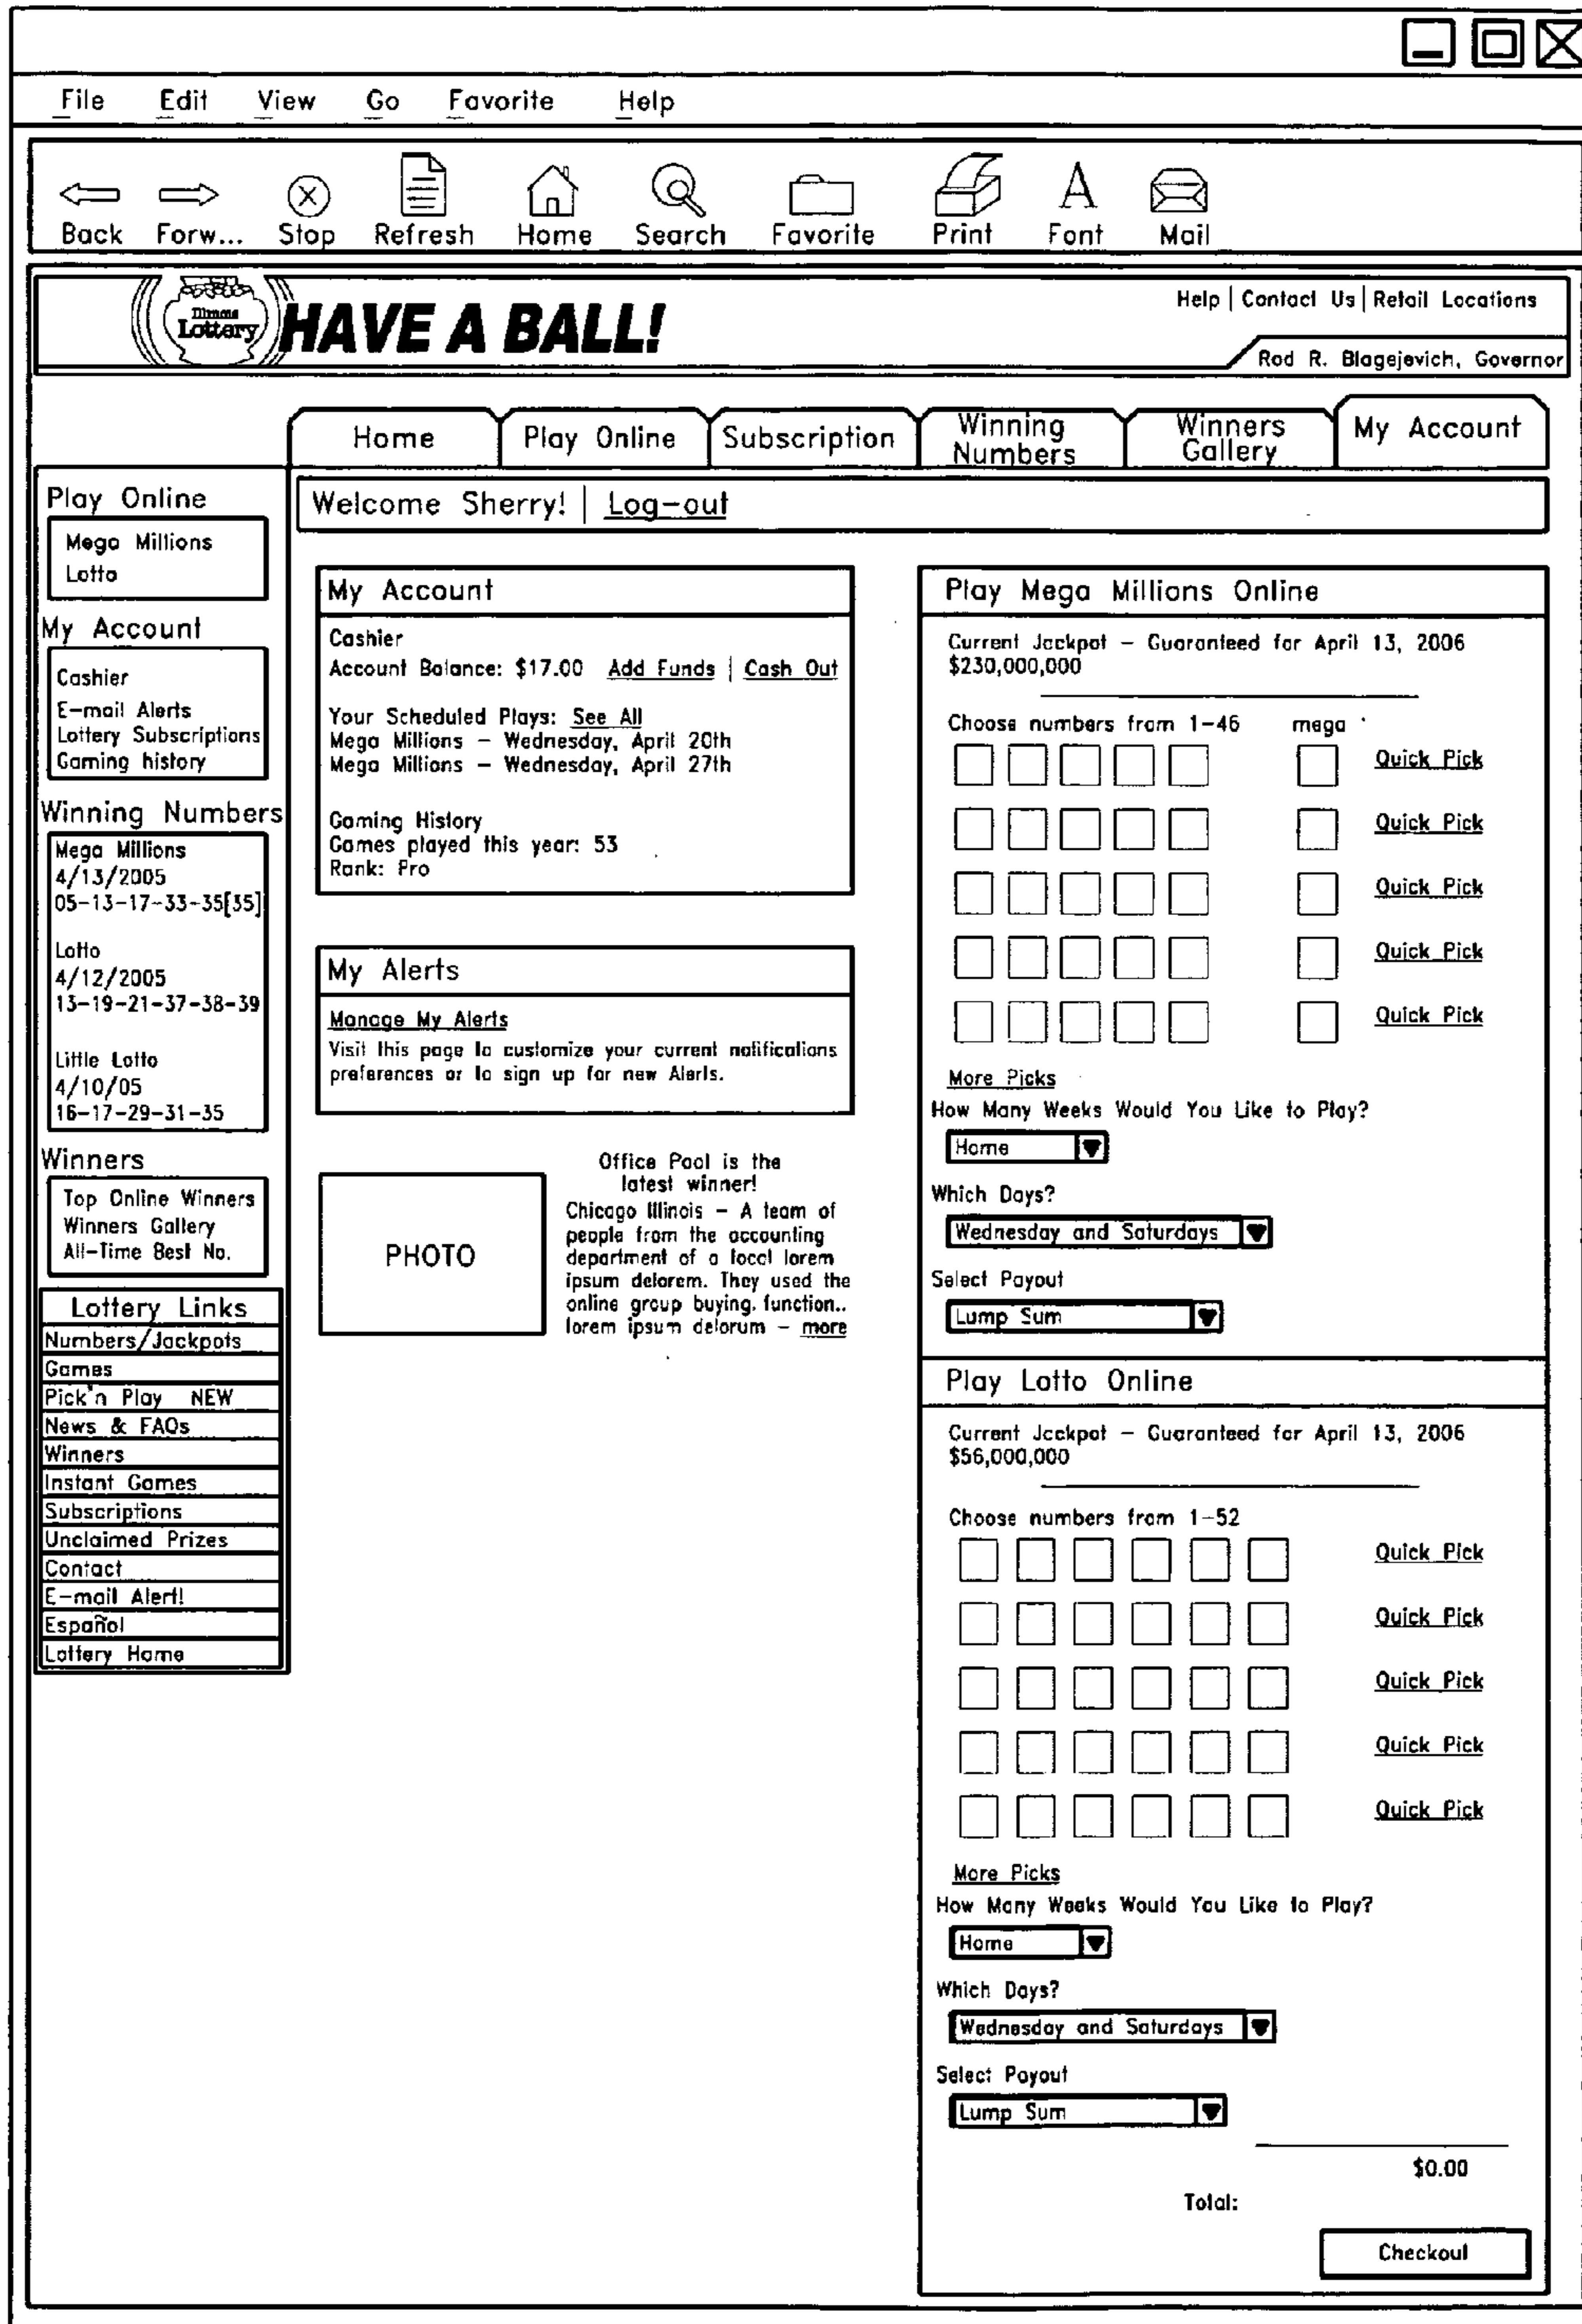 File Edit View Go Favorite Help
Back Forw... Stop Refresh Home Search Favorite Print Font Mail
Illinois
Lottery
HAVE A BALL!
Help | Contact Us | Retail Locations
Rod R. Blagejevich, Governor
Home Play Online Subscription Winning Numbers Winners Gallery My Account
Play Online
Mega Millions
Lotto
My Account
Cashier
E-mail Alerts
Lottery Subscriptions
Gaming history
Winning Numbers
Mega Millions
4/13/2005
05-13-17-33-35[35]
Lotto
4/12/2005
13-19-21-37-38-39
Little Lotto
4/10/05
16-17-29-31-35
Winners
Top Online Winners
Winners Gallery
All-Time Best No.
Lottery Links
Numbers/Jackpots
Games
Pick'n Play NEW
News & FAQs
Winners
Instant Games
Subscriptions
Unclaimed Prizes
Contact
E-mail Alert!
Español
Lottery Home
Welcome Sherry! | Log-out
My Account
Cashier
Account Balance: $17.00 Add Funds | Cash Out
Your Scheduled Plays: See All
Mega Millions – Wednesday, April 20th
Mega Millions – Wednesday, April 27th
Gaming History
Games played this year: 53
Rank: Pro
My Alerts
Manage My Alerts
Visit this page to customize your current notifications
preferences or to sign up for new Alerts.
PHOTO
Office Pool is the
latest winner!
Chicago Illinois – A team of
people from the accounting
department of a local lorem
ipsum delorem. They used the
online group buying. function..
lorem ipsum delorum – more
Play Mega Millions Online
Current Jackpot – Guaranteed for April 13, 2006
$230,000,000
Choose numbers from 1-46 mega
Quick Pick
Quick Pick
Quick Pick
Quick Pick
Quick Pick
More Picks
How Many Weeks Would You Like to Play?
Home
Which Days?
Wednesday and Saturdays
Select Payout
Lump Sum
Play Lotto Online
Current Jackpot – Guaranteed for April 13, 2006
$56,000,000
Choose numbers from 1-52
Quick Pick
Quick Pick
Quick Pick
Quick Pick
Quick Pick
More Picks
How Many Weeks Would You Like to Play?
Home
Which Days?
Wednesday and Saturdays
Select Payout
Lump Sum
$0.00
Total:
Checkout